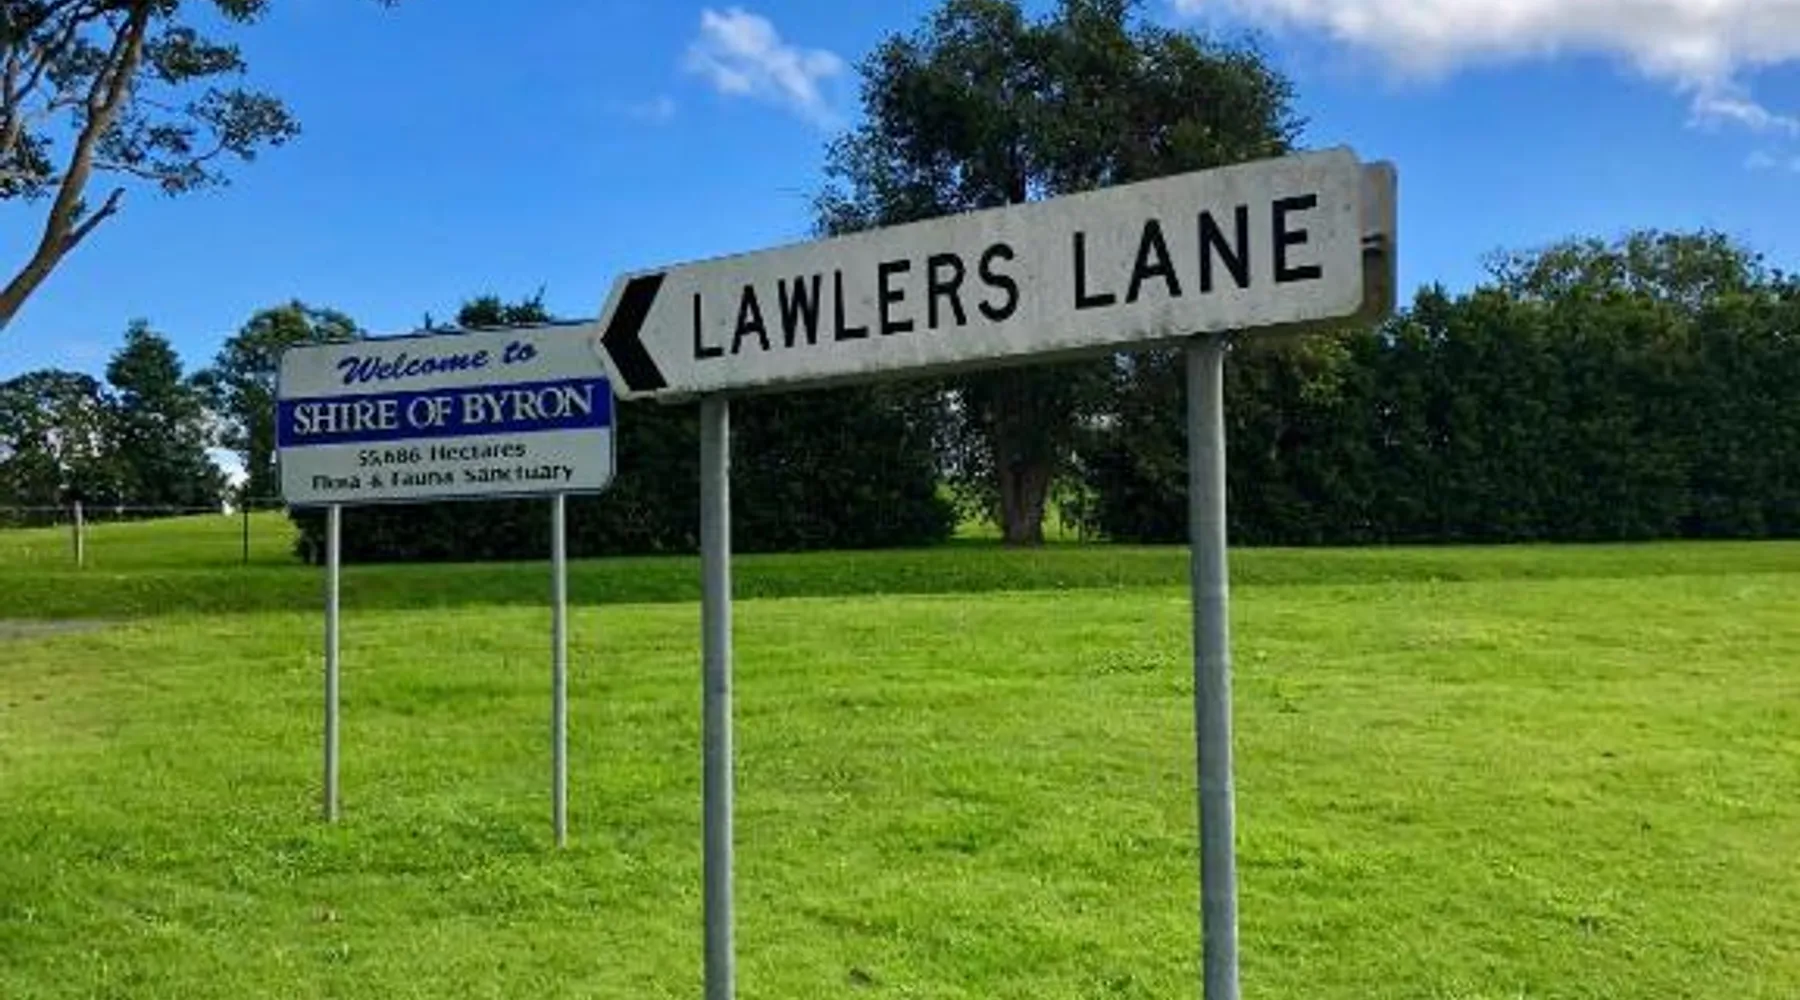 Welcome to
SHIRE OF BYRON
55,686 Hectares
Flora & Fauna Sanctuary
LAWLERS LANE